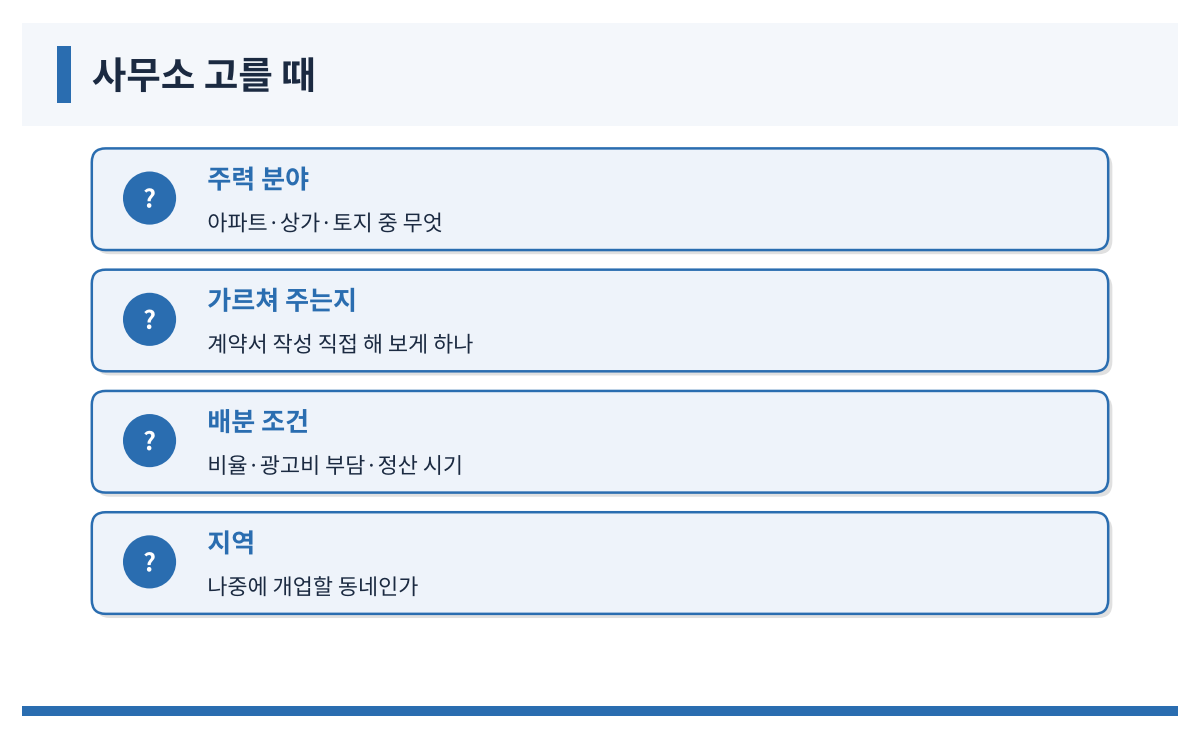 사무소 고를 때
?
주력 분야
아파트·상가·토지 중 무엇
?
가르쳐 주는지
계약서 작성 직접 해 보게 하나
?
배분 조건
비율·광고비 부담·정산 시기
?
지역
나중에 개업할 동네인가